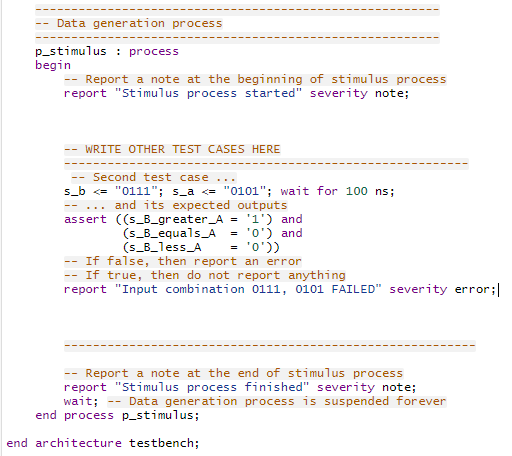 --------------------------------------------------------
-- Data generation process
--------------------------------------------------------
p_stimulus : process
begin
-- Report a note at the beginning of stimulus process
report "Stimulus process started" severity note;
-- WRITE OTHER TEST CASES HERE
--------------------------------------------------------
-- Second test case ...
s_b <= "0111"; s_a <= "0101"; wait for 100 ns;
-- ... and its expected outputs
assert ((s_B_greater_A = '1') and
(s_B_equals_A  = '0') and
(s_B_less_A    = '0'))
-- If false, then report an error
-- If true, then do not report anything
report "Input combination 0111, 0101 FAILED" severity error;
---------------------------------------------------------
-- Report a note at the end of stimulus process
report "Stimulus process finished" severity note;
wait; -- Data generation process is suspended forever
end process p_stimulus;
end architecture testbench;